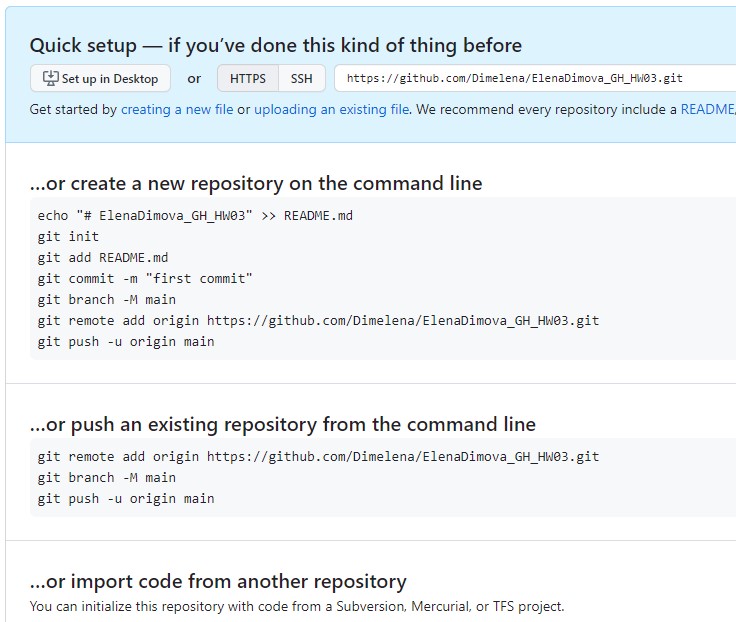 Quick setup — if you’ve done this kind of thing before
Set up in Desktop or HTTPS SSH https://github.com/Dimelena/ElenaDimova_GH_HW03.git
Get started by creating a new file or uploading an existing file. We recommend every repository include a README,
…or create a new repository on the command line
echo "# ElenaDimova_GH_HW03" >> README.md
git init
git add README.md
git commit -m "first commit"
git branch -M main
git remote add origin https://github.com/Dimelena/ElenaDimova_GH_HW03.git
git push -u origin main
…or push an existing repository from the command line
git remote add origin https://github.com/Dimelena/ElenaDimova_GH_HW03.git
git branch -M main
git push -u origin main
…or import code from another repository
You can initialize this repository with code from a Subversion, Mercurial, or TFS project.